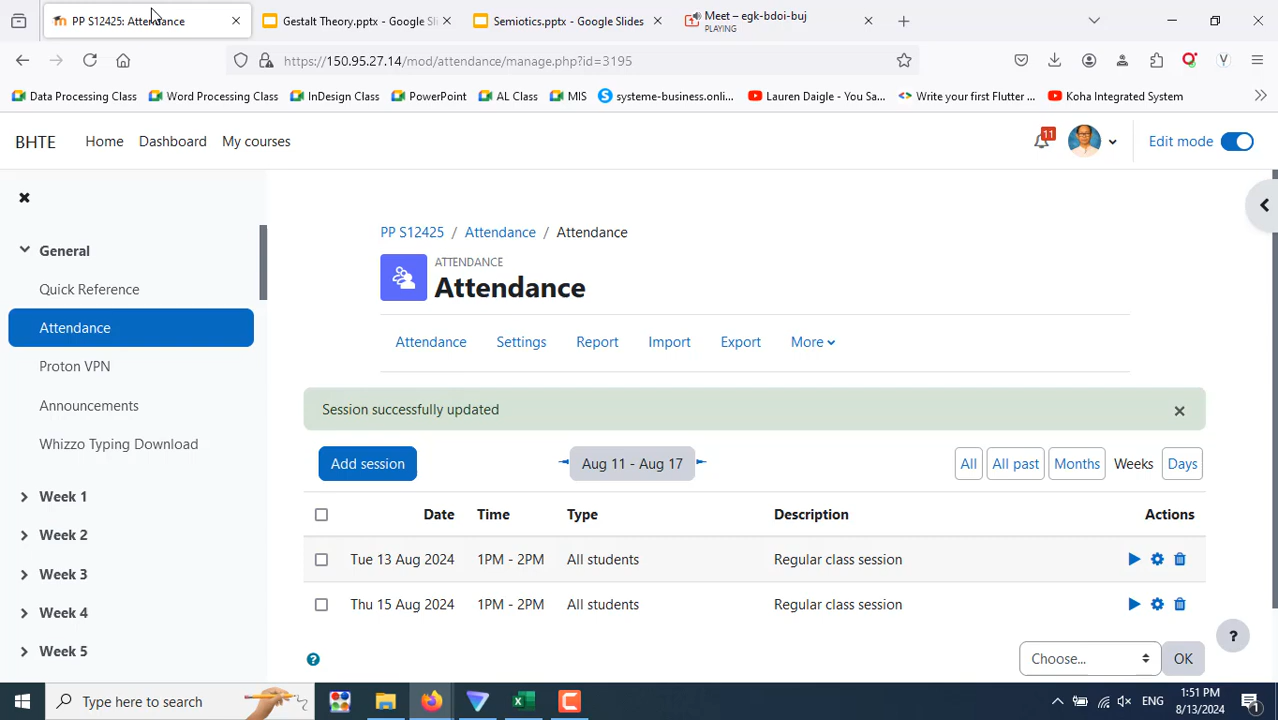 PP S12425: Attendance
Gestalt Theory.pptx - Google Sli
Semiotics.pptx - Google Slides
Meet – egk-bdoi-buj
PLAYING
https://150.95.27.14/mod/attendance/manage.php?id=3195
Data Processing Class
Word Processing Class
InDesign Class
PowerPoint
AL Class
MIS
systeme-business.onli...
Lauren Daigle - You Sa...
Write your first Flutter ...
Koha Integrated System
BHTE
Home
Dashboard
My courses
11
Edit mode
General
Quick Reference
Attendance
Proton VPN
Announcements
Whizzo Typing Download
Week 1
Week 2
Week 3
Week 4
Week 5
PP S12425 / Attendance / Attendance
ATTENDANCE
Attendance
Attendance Settings Report Import Export More
Session successfully updated
Add session
Aug 11 - Aug 17
All All past Months Weeks Days
Date Time Type Description Actions
Tue 13 Aug 2024 1PM - 2PM All students Regular class session
Thu 15 Aug 2024 1PM - 2PM All students Regular class session
?
Choose... OK
?
Type here to search
ENG
1:51 PM
8/13/2024
1